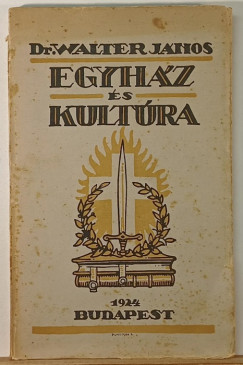 Dr. WALTER JÁNOS
EGYHÁZ
ÉS
KULTÚRA
1924
BUDAPEST